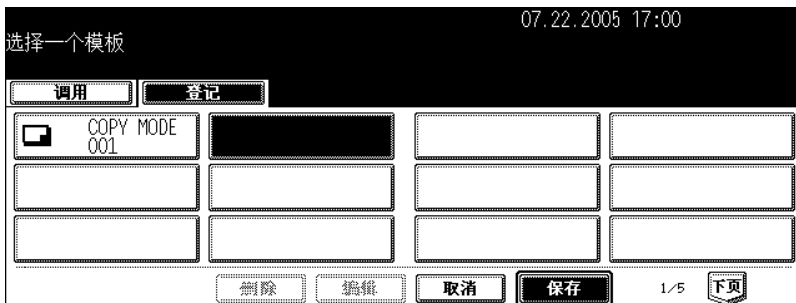 07.22.2005 17:00
选择一个模板
调用 登记
COPY MODE
001
删除 编辑 取消 保存 1/5 下页